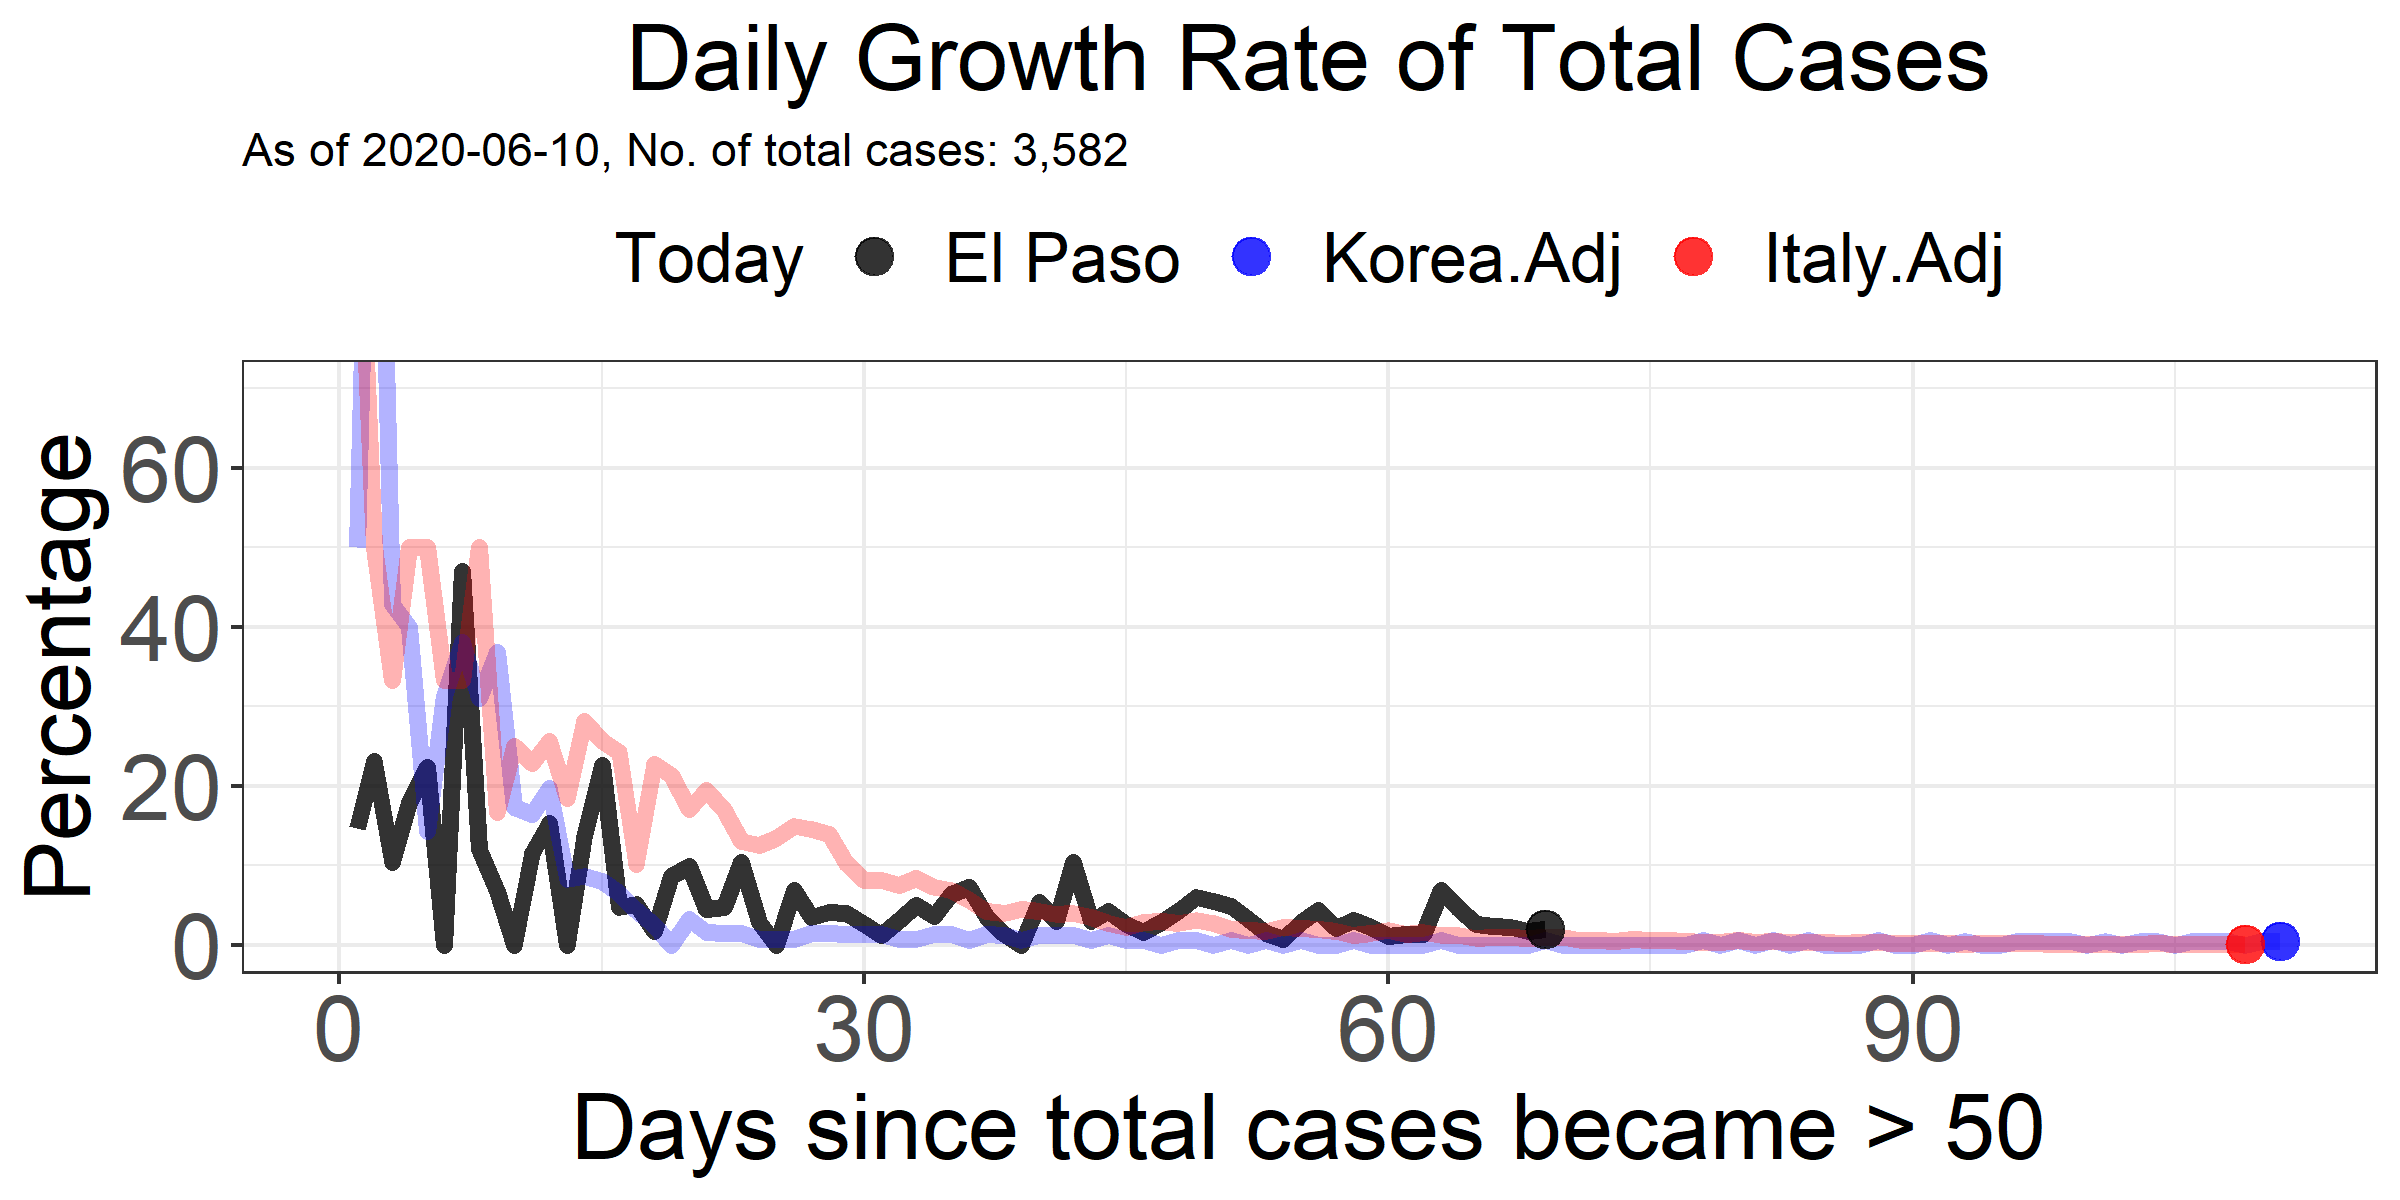 Daily Growth Rate of Total Cases
As of 2020-06-10, No. of total cases: 3,582
Today El Paso Korea.Adj Italy.Adj
Percentage
60
40
20
0
0 30 60 90
Days since total cases became > 50